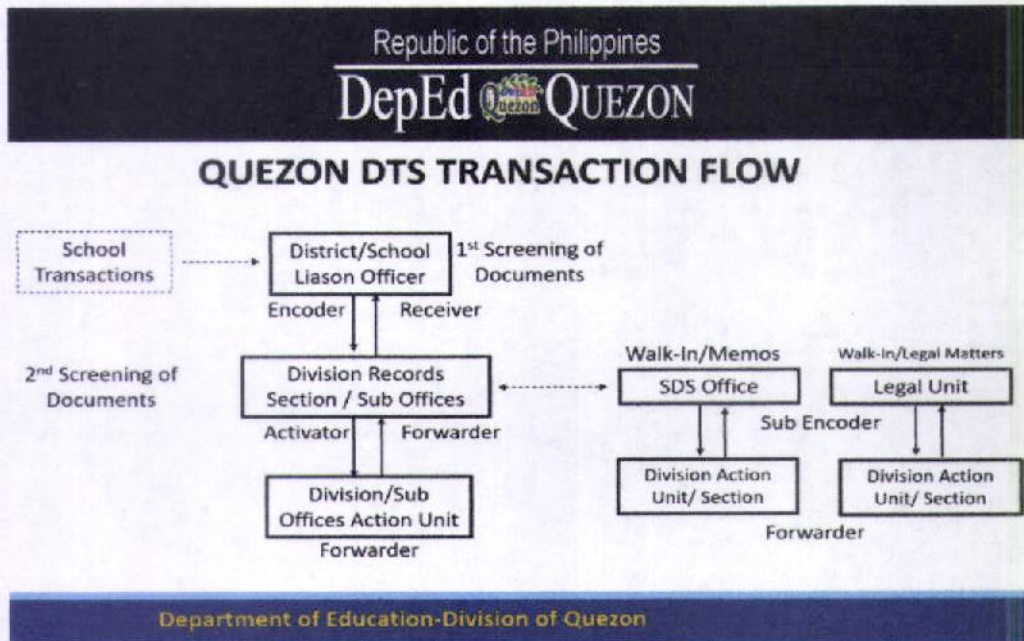 Republic of the Philippines
DepEd Quezon QUEZON
QUEZON DTS TRANSACTION FLOW
School
Transactions
District/School
Liason Officer
1st Screening of
Documents
Encoder
Receiver
2nd Screening of
Documents
Division Records
Section / Sub Offices
Activator
Forwarder
Division/Sub
Offices Action Unit
Forwarder
Walk-In/Memos
SDS Office
Walk-In/Legal Matters
Legal Unit
Sub Encoder
Division Action
Unit/ Section
Division Action
Unit/ Section
Forwarder
Department of Education-Division of Quezon